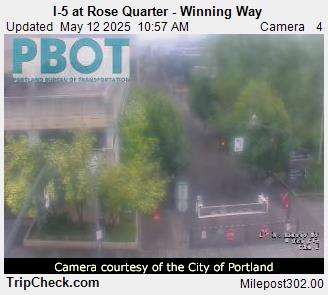 I-5 at Rose Quarter - Winning Way
Updated May 12 2025 10:57 AM Camera 4
PBOT
PORTLAND BUREAU OF TRANSPORTATION
Camera courtesy of the City of Portland
TripCheck.com Milepost302.00